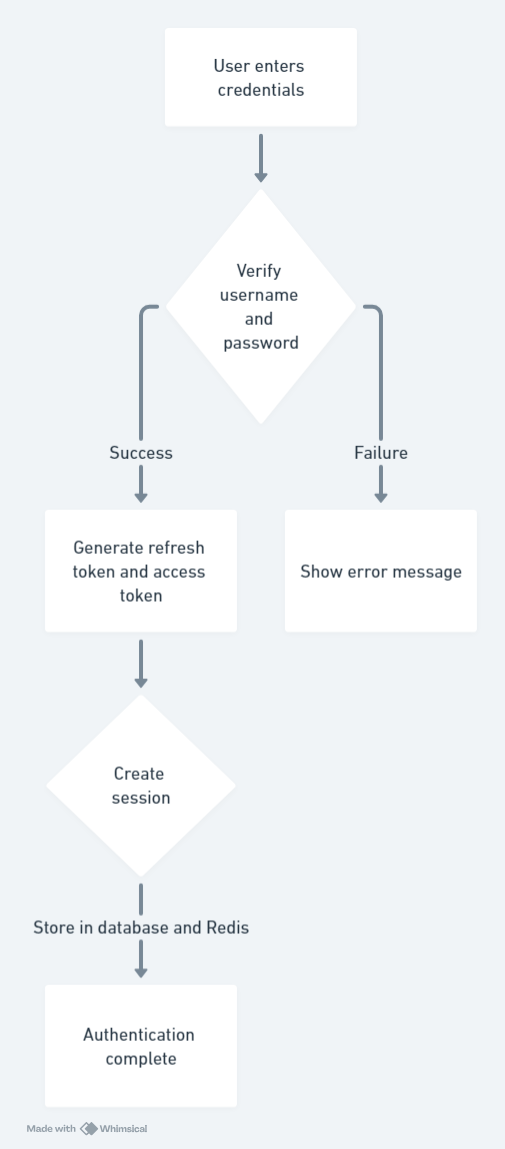 User enters
credentials
Verify
username
and
password
Success
Failure
Generate refresh
token and access
token
Show error message
Create
session
Store in database and Redis
Authentication
complete
Made with Whimsical